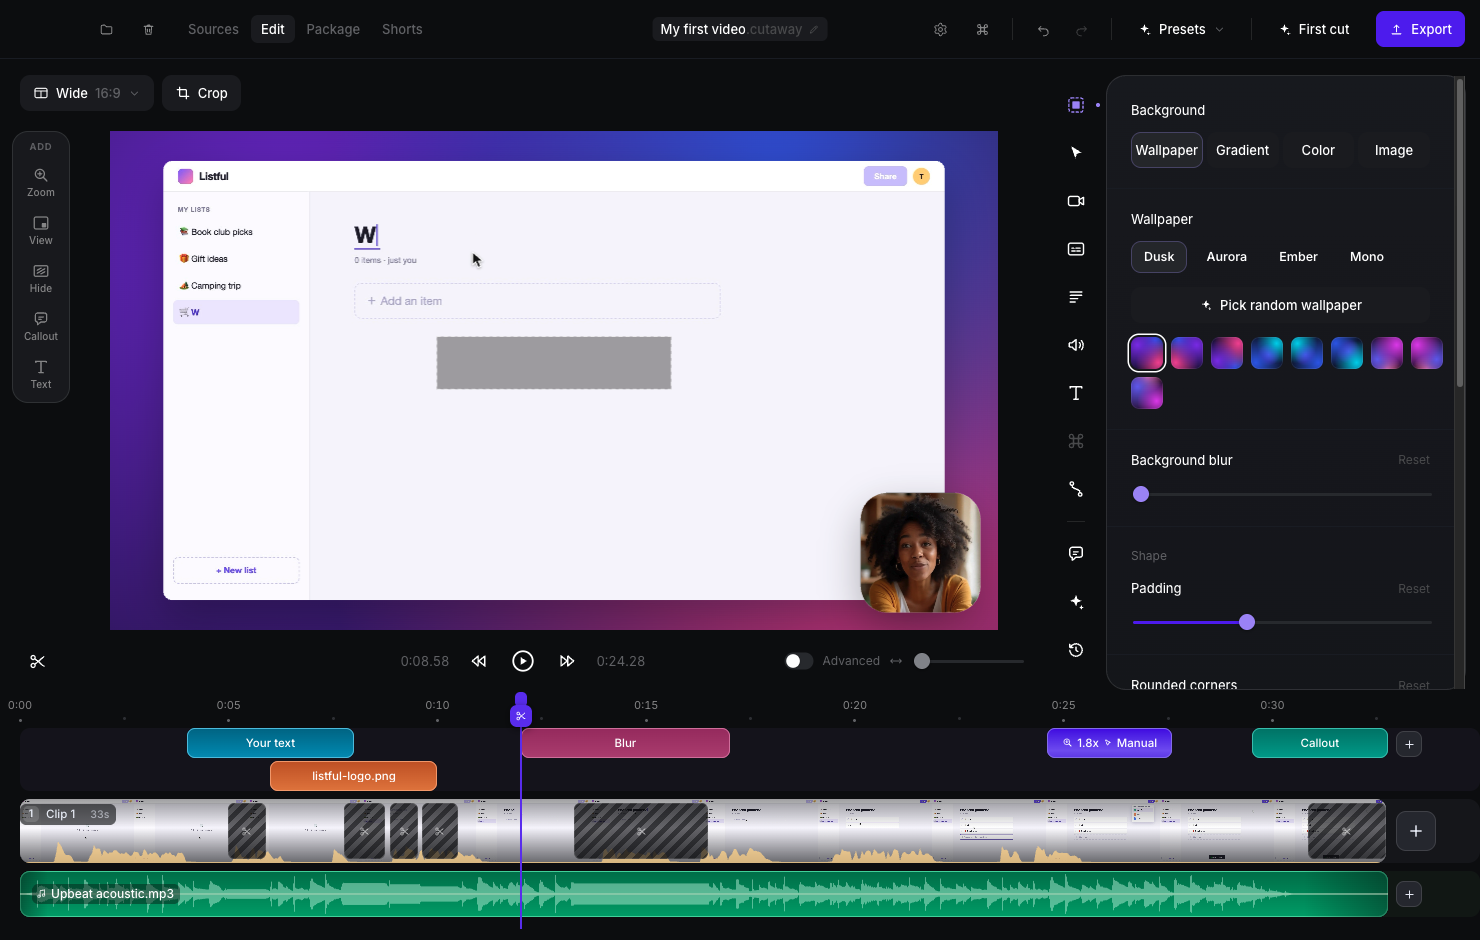 Sources Edit Package Shorts
My first video.cutaway
Presets First cut Export
Wide 16:9 Crop
ADD
Zoom
View
Hide
Callout
Text
Listful
Share T
MY LISTS
Book club picks
Gift ideas
Camping trip
W
+ New list
W
0 items · just you
+ Add an item
Background
Wallpaper Gradient Color Image
Wallpaper
Dusk Aurora Ember Mono
Pick random wallpaper
Background blur Reset
Shape
Padding Reset
Rounded corners Reset
0:08.58 0:24.28
Advanced
0:00 0:05 0:10 0:15 0:20 0:25 0:30
Your text Blur 1.8x Manual Callout
listful-logo.png
1 Clip 1 33s
Upbeat acoustic.mp3